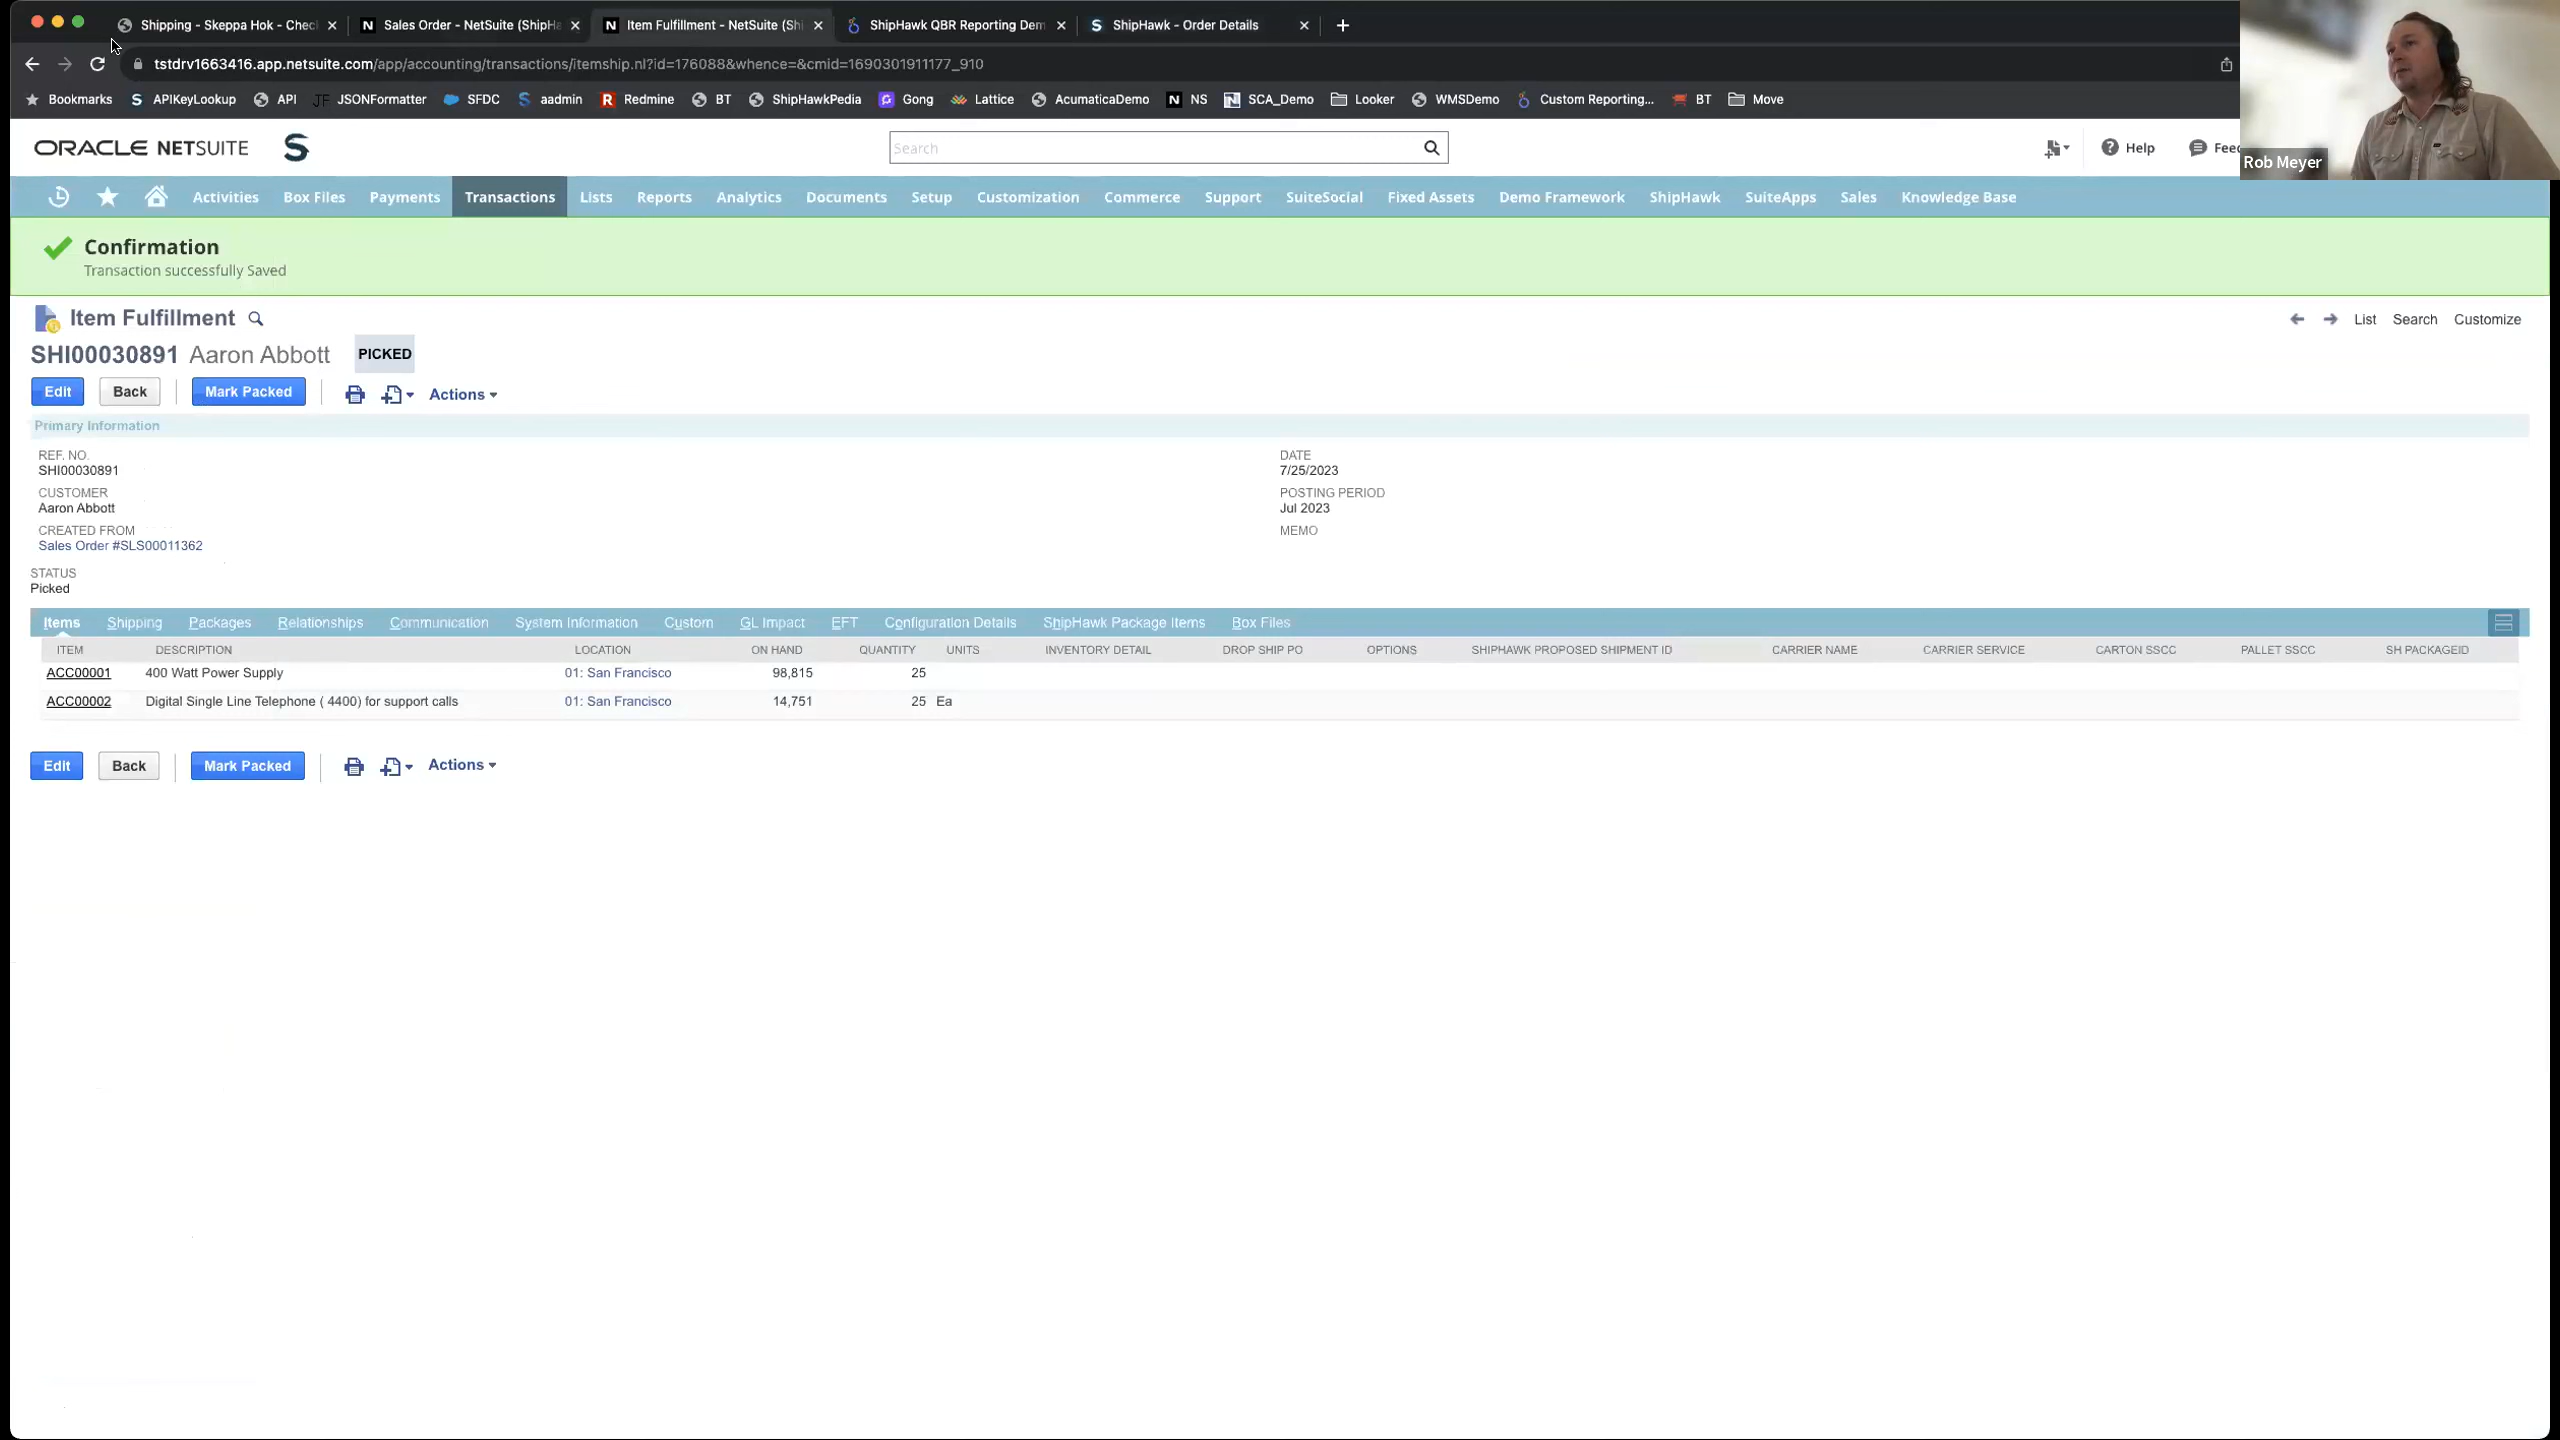 Shipping - Skeppa Hok - Chec
Sales Order - NetSuite (ShipHa
Item Fulfillment - NetSuite (Shi
ShipHawk QBR Reporting Dem
ShipHawk - Order Details
tstdrv1663416.app.netsuite.com/app/accounting/transactions/itemship.nl?id=176088&whence=&cmid=1690301911177_910
Bookmarks APIKeyLookup API JSONFormatter SFDC aadmin Redmine BT ShipHawkPedia Gong Lattice AcumaticaDemo NS SCA_Demo Looker WMSDemo Custom Reporting... BT Move
Rob Meyer
ORACLE NETSUITE
Search
Help
Feed
Activities Box Files Payments Transactions Lists Reports Analytics Documents Setup Customization Commerce Support SuiteSocial Fixed Assets Demo Framework ShipHawk SuiteApps Sales Knowledge Base
Confirmation
Transaction successfully Saved
Item Fulfillment
List Search Customize
SHI00030891 Aaron Abbott PICKED
Edit Back Mark Packed Actions
Primary Information
REF. NO.
SHI00030891
CUSTOMER
Aaron Abbott
CREATED FROM
Sales Order #SLS00011362
DATE
7/25/2023
POSTING PERIOD
Jul 2023
MEMO
STATUS
Picked
Items Shipping Packages Relationships Communication System Information Custom GL Impact EFT Configuration Details ShipHawk Package Items Box Files
ITEM DESCRIPTION LOCATION ON HAND QUANTITY UNITS INVENTORY DETAIL DROP SHIP PO OPTIONS SHIPHAWK PROPOSED SHIPMENT ID CARRIER NAME CARRIER SERVICE CARTON SSCC PALLET SSCC SH PACKAGEID
ACC00001 400 Watt Power Supply 01: San Francisco 98,815 25
ACC00002 Digital Single Line Telephone ( 4400) for support calls 01: San Francisco 14,751 25 Ea
Edit Back Mark Packed Actions